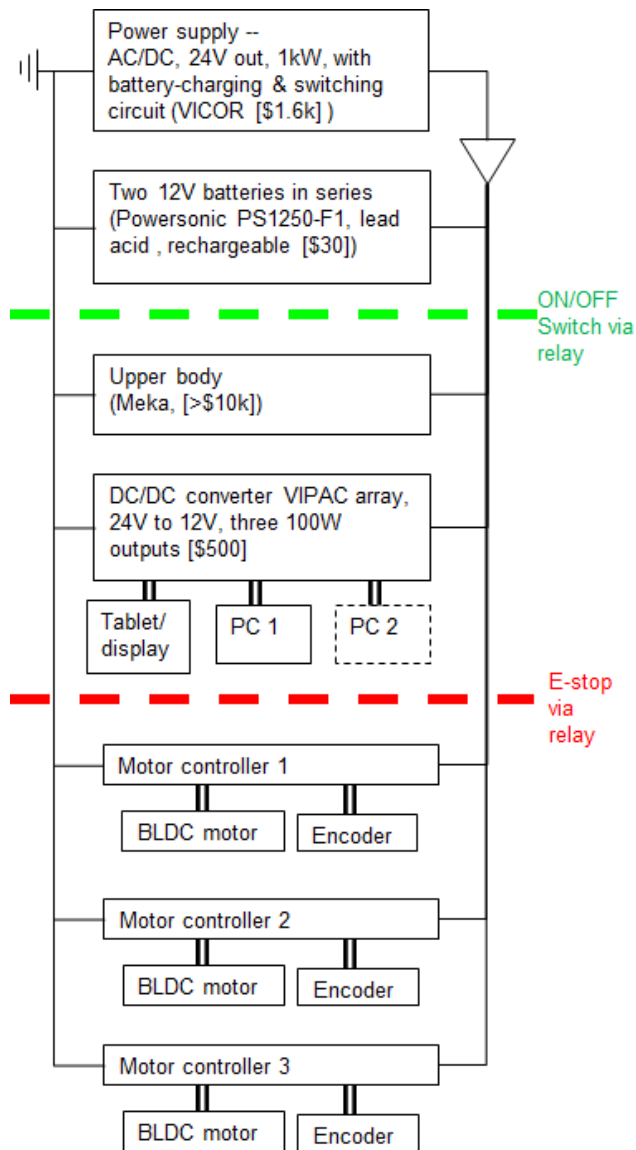 Power supply --
AC/DC, 24V out, 1kW, with
battery-charging & switching
circuit (VICOR [$1.6k] )
Two 12V batteries in series
(Powersonic PS1250-F1, lead
acid , rechargeable [$30])
ON/OFF
Switch via
relay
Upper body
(Meka, [>$10k])
DC/DC converter VIPAC array,
24V to 12V, three 100W
outputs [$500]
Tablet/
display
PC 1
PC 2
E-stop
via
relay
Motor controller 1
BLDC motor
Encoder
Motor controller 2
BLDC motor
Encoder
Motor controller 3
BLDC motor
Encoder